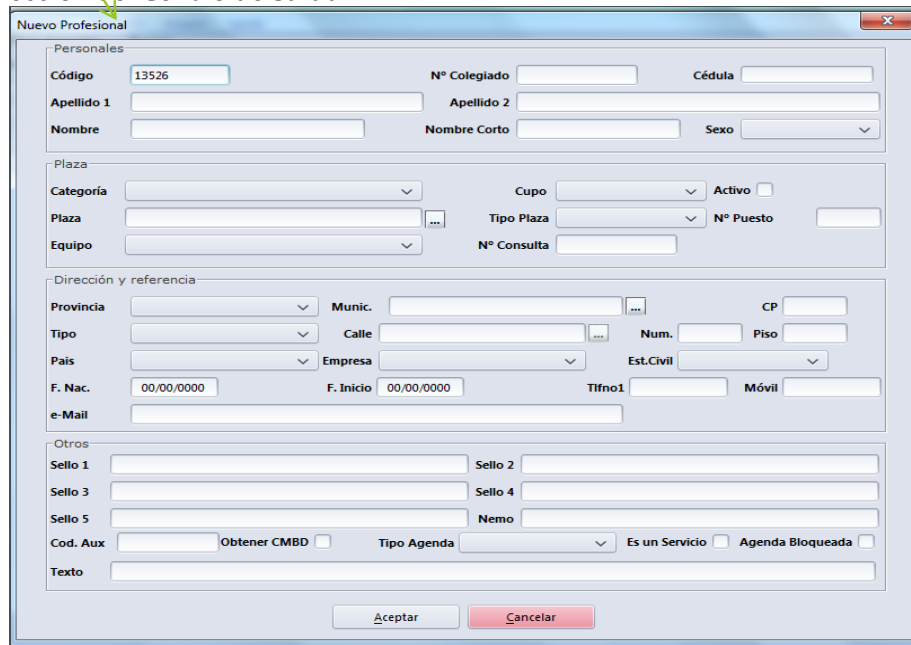 Nuevo Profesional
Personales
Código 13526 Nº Colegiado Cédula
Apellido 1 Apellido 2
Nombre Nombre Corto Sexo
Plaza
Categoría Cupo Activo
Plaza ... Tipo Plaza Nº Puesto
Equipo Nº Consulta
Dirección y referencia
Provincia Munic. ... CP
Tipo Calle ... Num. Piso
Pais Empresa Est.Civil
F. Nac. 00/00/0000 F. Inicio 00/00/0000 Tlfno1 Móvil
e-Mail
Otros
Sello 1 Sello 2
Sello 3 Sello 4
Sello 5 Nemo
Cod. Aux Obtener CMBD Tipo Agenda Es un Servicio Agenda Bloqueada
Texto
Aceptar Cancelar